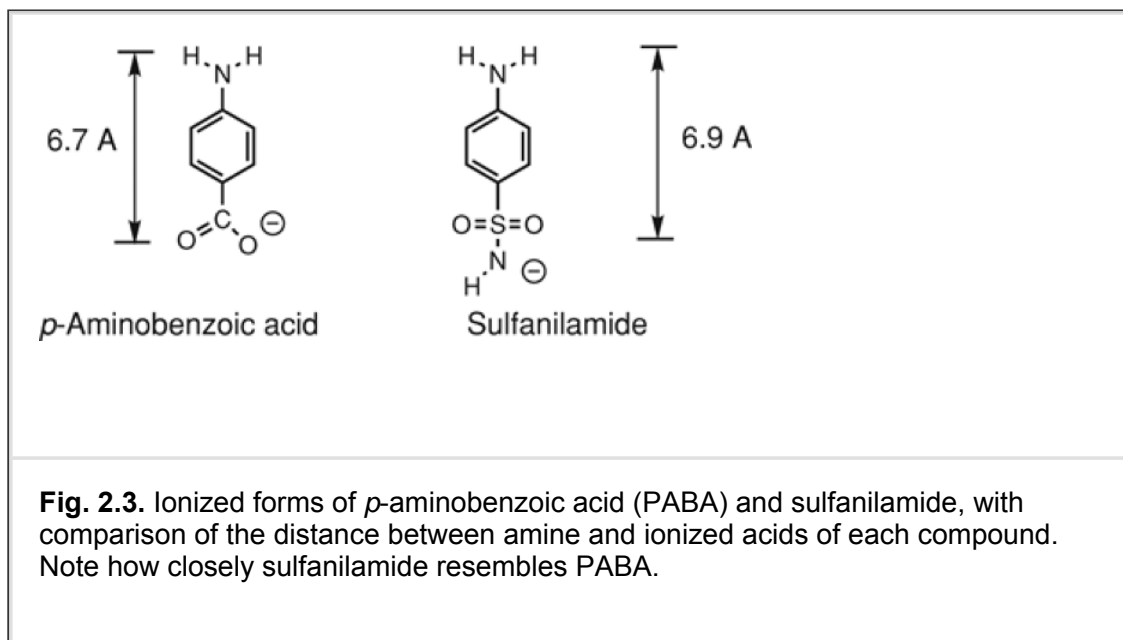 H H H H
N N
6.7 A 6.9 A
C O=S=O
O O ⊖ N ⊖
H
p-Aminobenzoic acid Sulfanilamide
Fig. 2.3. Ionized forms of p-aminobenzoic acid (PABA) and sulfanilamide, with
comparison of the distance between amine and ionized acids of each compound.
Note how closely sulfanilamide resembles PABA.